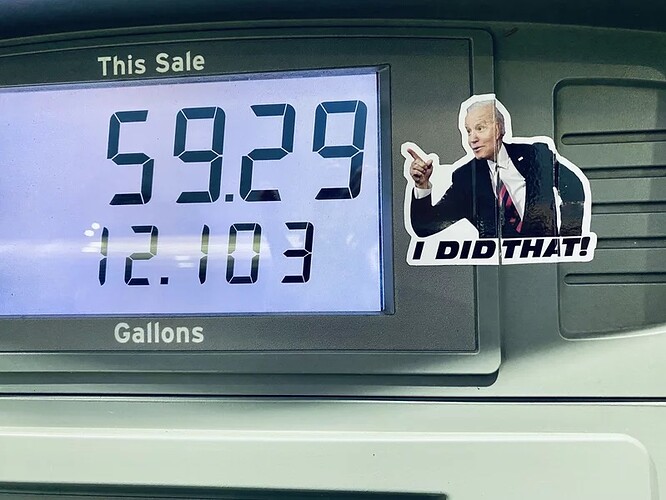 This Sale
59.29
12.103
Gallons
I DID THAT!